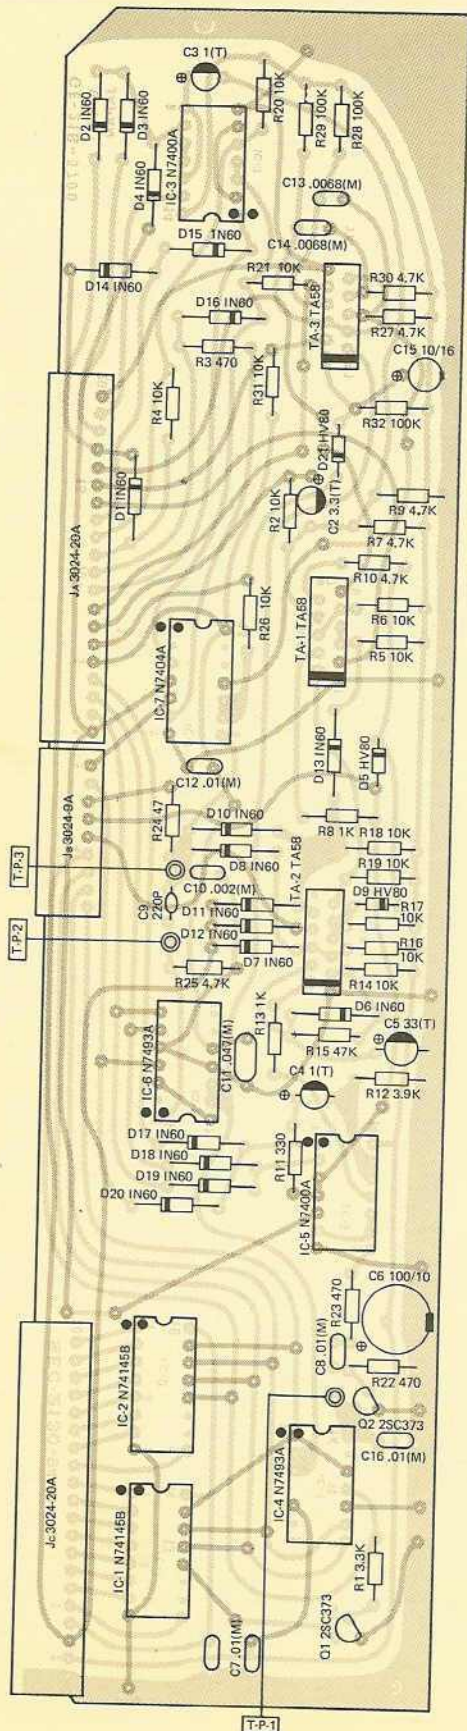 C3 1(T)
R20 10K
R29 100K
R28 100K
D2 IN60
D3 IN60
D4 IN60
IC-3 N7400A
C13 .0068(M)
C14 .0068(M)
D15 1N60
D14 IN60
R21 10K
TA-3 TA58
R30 4.7K
R27 4.7K
D16 IN60
R3 470
C15 10/16
R4 10K
R31 10K
R32 100K
D21 HV80
JA 3024-20A
D1 IN60
R2 10K
C2 3.3(T)
R9 4.7K
R7 4.7K
R10 4.7K
R6 10K
R5 10K
R26 10K
TA-1 TA58
IC-7 N7404A
D13 IN60
D5 HV80
C12 .01(M)
JB 3024-9A
R24 47
D10 IN60
D8 IN60
R8 1K
R18 10K
R19 10K
T-P-3
C10 .002(M)
TA-2 TA58
D9 HV80
C9
220P
D11 IN60
D12 IN60
D7 IN60
R17
10K
R16
10K
T-P-2
R25 4.7K
R14 10K
D6 IN60
IC-6 N7493A
C11 .047(M)
R13 1K
R15 47K
C5 33(T)
C4 1(T)
R12 3.9K
D17 IN60
D18 IN60
D19 IN60
D20 IN60
R11 330
IC-5 N7400A
C6 100/10
R23 470
C8 .01(M)
R22 470
IC-2 N74145B
Q2 2SC373
C16 .01(M)
IC-4 N7493A
JC 3024-20A
IC-1 N74145B
R1 3.3K
Q1 2SC373
C7 .01(M)
T-P-1